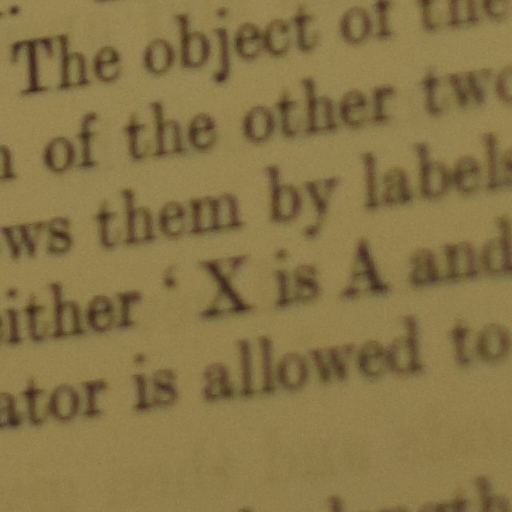 The object of the
of the other two
ws them by labels
either ‘ X is A and
ator is allowed to
length